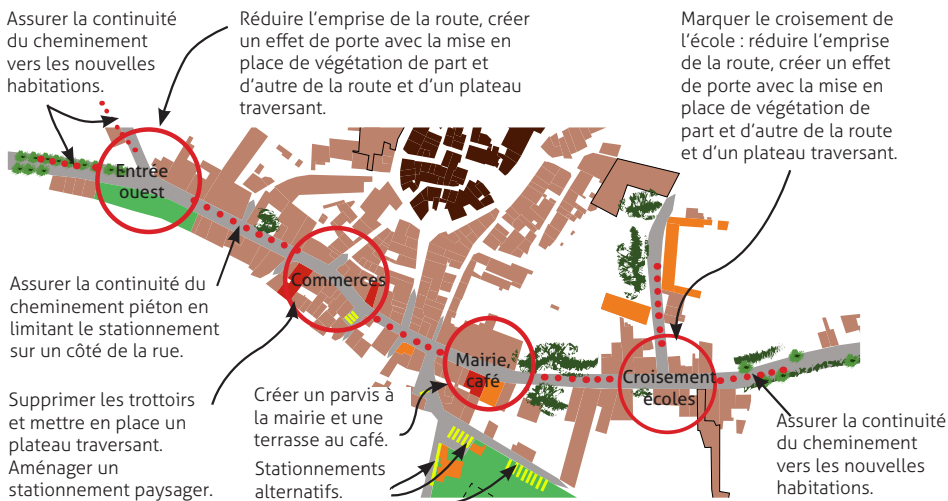 Assurer la continuité
du cheminement
vers les nouvelles
habitations.
Réduire l’emprise de la route, créer
un effet de porte avec la mise en
place de végétation de part et
d’autre de la route et d’un plateau
traversant.
Marquer le croisement de
l’école : réduire l’emprise
de la route, créer un effet
de porte avec la mise en
place de végétation de
part et d’autre de la route
et d’un plateau traversant.
Entrée
ouest
Commerces
Mairie,
café
Croisement
écoles
Assurer la continuité du
cheminement piéton en
limitant le stationnement
sur un côté de la rue.
Supprimer les trottoirs
et mettre en place un
plateau traversant.
Aménager un
stationnement paysager.
Créer un parvis à
la mairie et une
terrasse au café.
Stationnements
alternatifs.
Assurer la continuité
du cheminement
vers les nouvelles
habitations.